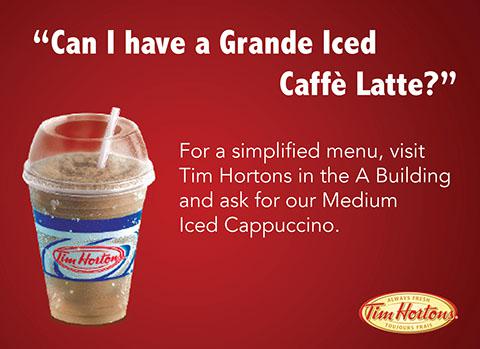 “Can I have a Grande Iced
Caffè Latte?”
For a simplified menu, visit
Tim Hortons in the A Building
and ask for our Medium
Iced Cappuccino.
Tim Hortons
ALWAYS FRESH
Tim Hortons.
TOUJOURS FRAIS